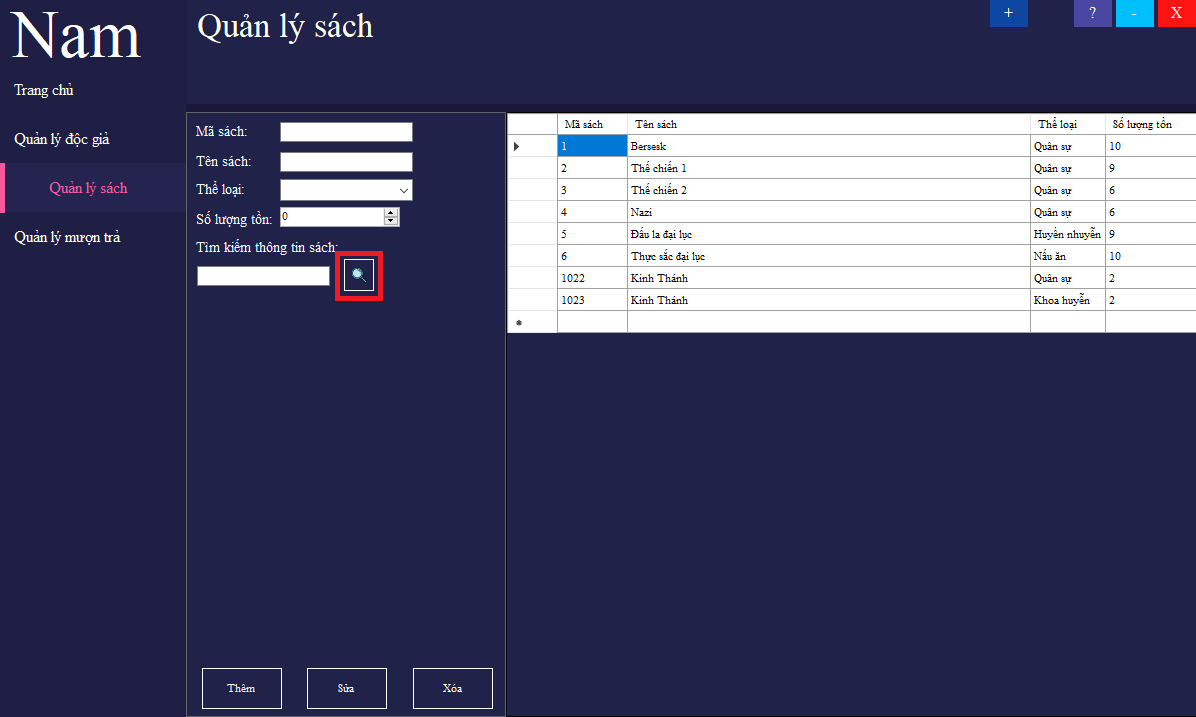 Nam
Quản lý sách
+ ? - X
Trang chủ
Quản lý độc giả
Quản lý sách
Quản lý mượn trả
Mã sách:
Tên sách:
Thể loại:
Số lượng tồn: 0
Tìm kiếm thông tin sách:
Thêm Sửa Xóa
Mã sách Tên sách Thể loại Số lượng tồn
1 Bersesk Quân sự 10
2 Thế chiến 1 Quân sự 9
3 Thế chiến 2 Quân sự 6
4 Nazi Quân sự 6
5 Đấu la đại lục Huyền nhuyễn 9
6 Thực sắc đại lục Nấu ăn 10
1022 Kinh Thánh Quân sự 2
1023 Kinh Thánh Khoa huyễn 2